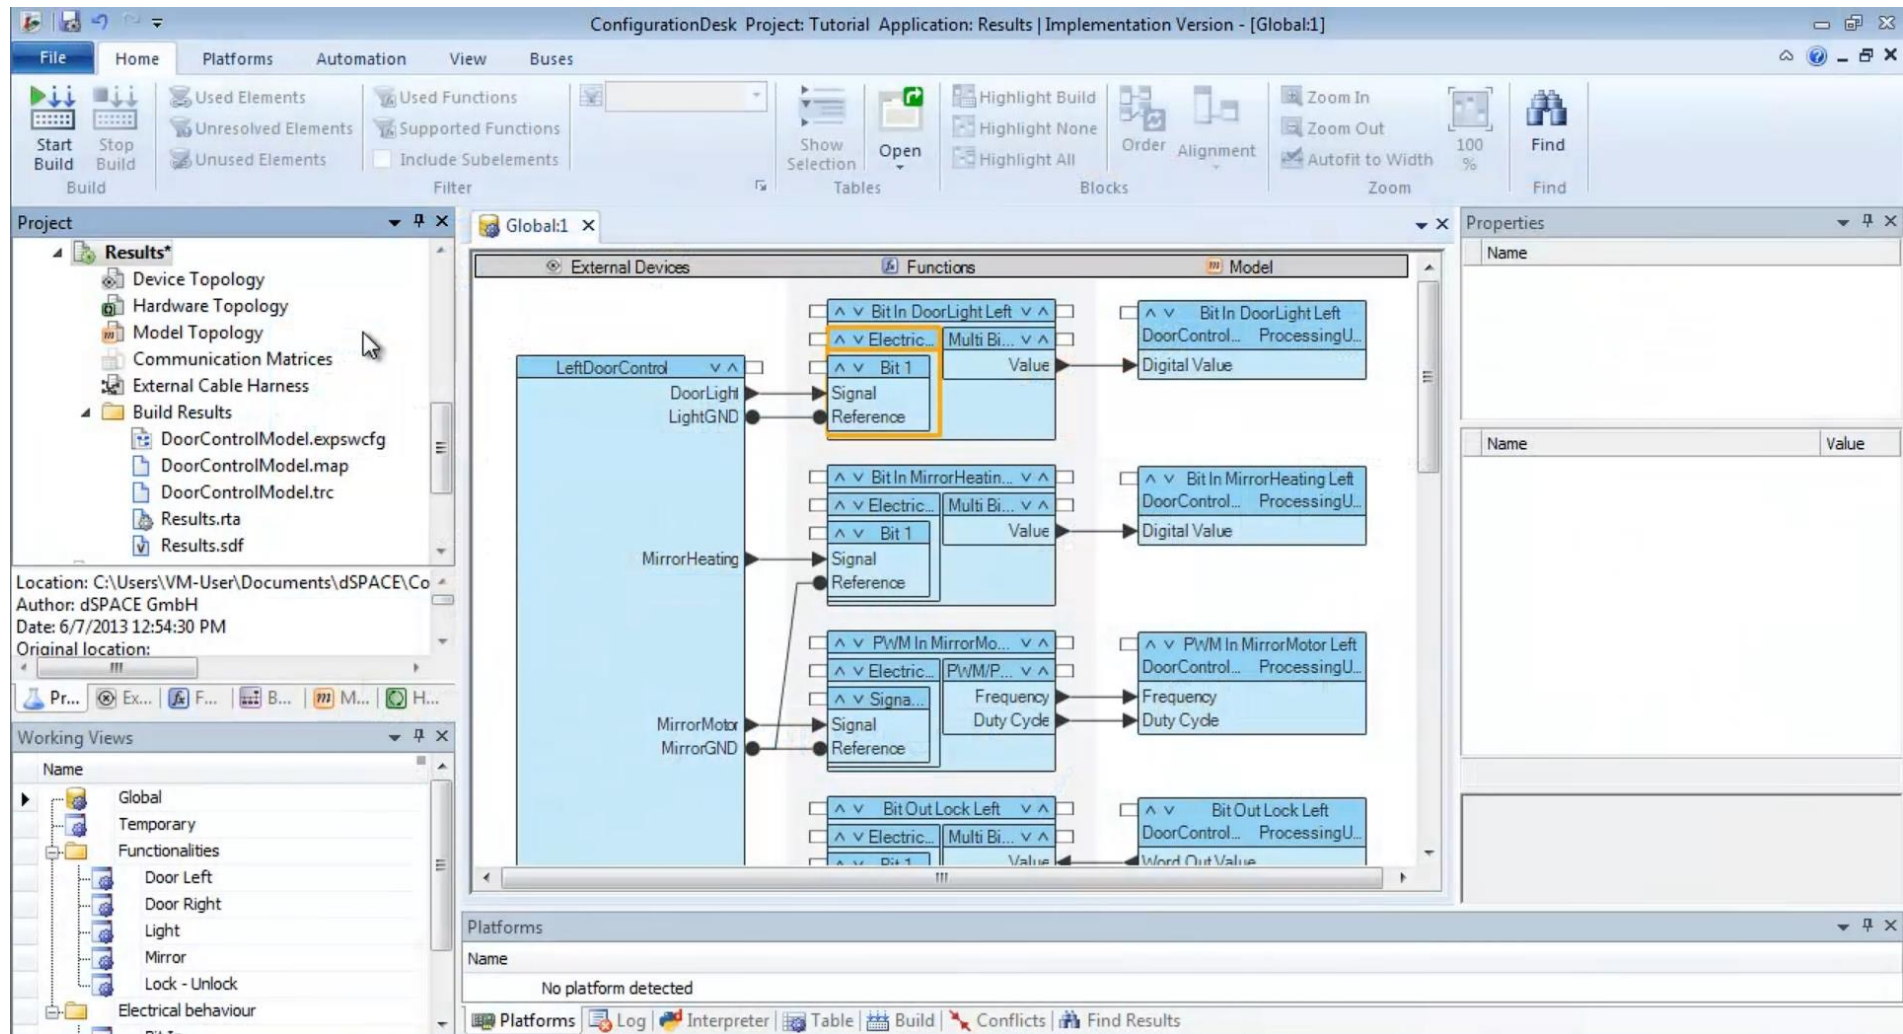 ConfigurationDesk Project: Tutorial Application: Results | Implementation Version - [Global:1]
File Home Platforms Automation View Buses
Start Build
Stop Build
Used Elements
Unresolved Elements
Unused Elements
Used Functions
Supported Functions
Include Subelements
Show Selection
Open
Highlight Build
Highlight None
Highlight All
Order
Alignment
Zoom In
Zoom Out
Autofit to Width
100 %
Find
Build Filter Tables Blocks Zoom Find
Project
Results*
Device Topology
Hardware Topology
Model Topology
Communication Matrices
External Cable Harness
Build Results
DoorControlModel.expswcfg
DoorControlModel.map
DoorControlModel.trc
Results.rta
Results.sdf
Location: C:\Users\VM-User\Documents\dSPACE\Co
Author: dSPACE GmbH
Date: 6/7/2013 12:54:30 PM
Original location:
Pr... Ex... F... B... M... H...
Working Views
Name
Global
Temporary
Functionalities
Door Left
Door Right
Light
Mirror
Lock - Unlock
Electrical behaviour
Global:1
External Devices Functions Model
LeftDoorControl
DoorLight
LightGND
MirrorHeating
MirrorMotor
MirrorGND
Bit In DoorLight Left
Electric... Multi Bi...
Bit 1 Value
Signal
Reference
Bit In DoorLight Left
DoorControl... ProcessingU...
Digital Value
Bit In MirrorHeatin...
Electric... Multi Bi...
Bit 1 Value
Signal
Reference
Bit In MirrorHeating Left
DoorControl... ProcessingU...
Digital Value
PWM In MirrorMo...
Electric... PWM/P...
Signa... Frequency
Signal Duty Cycle
Reference
PWM In MirrorMotor Left
DoorControl... ProcessingU...
Frequency
Duty Cycle
Bit Out Lock Left
Electric... Multi Bi...
Bit 1 Value
Bit Out Lock Left
DoorControl... ProcessingU...
Word Out Value
Properties
Name
Name Value
Platforms
Name
No platform detected
Platforms Log Interpreter Table Build Conflicts Find Results